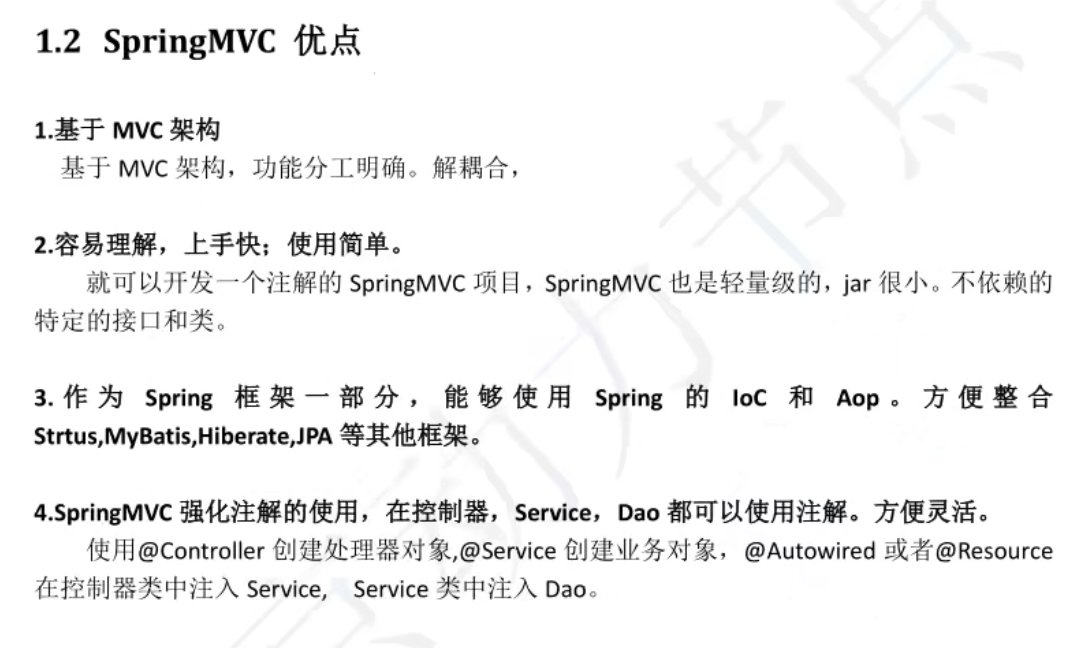 1.2 SpringMVC 优点
1.基于 MVC 架构
基于 MVC 架构，功能分工明确。解耦合，
2.容易理解，上手快；使用简单。
就可以开发一个注解的 SpringMVC 项目，SpringMVC 也是轻量级的，jar 很小。不依赖的
特定的接口和类。
3.作为 Spring 框架一部分，能够使用 Spring 的 IoC 和 Aop。方便整合
Strtus,MyBatis,Hiberate,JPA 等其他框架。
4.SpringMVC 强化注解的使用，在控制器，Service，Dao 都可以使用注解。方便灵活。
使用@Controller 创建处理器对象,@Service 创建业务对象，@Autowired 或者@Resource
在控制器类中注入 Service, Service 类中注入 Dao。
动力节点